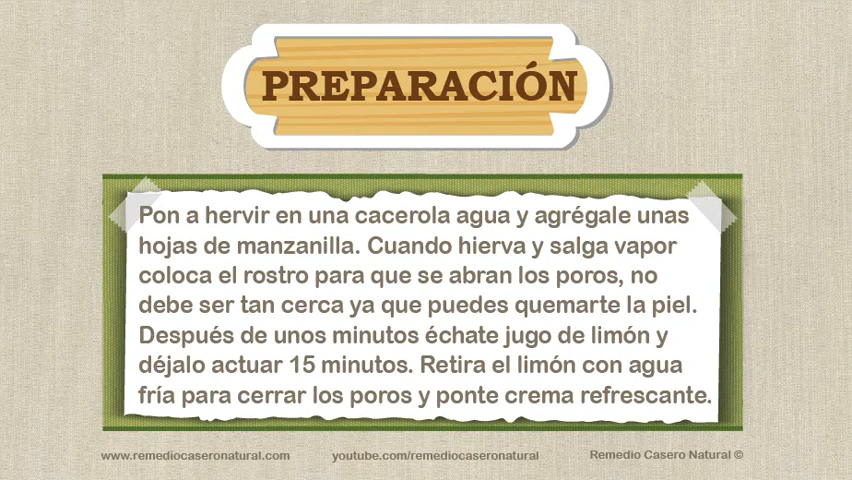 PREPARACIÓN
Pon a hervir en una cacerola agua y agrégale unas
hojas de manzanilla. Cuando hierva y salga vapor
coloca el rostro para que se abran los poros, no
debe ser tan cerca ya que puedes quemarte la piel.
Después de unos minutos échate jugo de limón y
déjalo actuar 15 minutos. Retira el limón con agua
fría para cerrar los poros y ponte crema refrescante.
www.remediocaseronatural.com youtube.com/remediocaseronatural Remedio Casero Natural ©